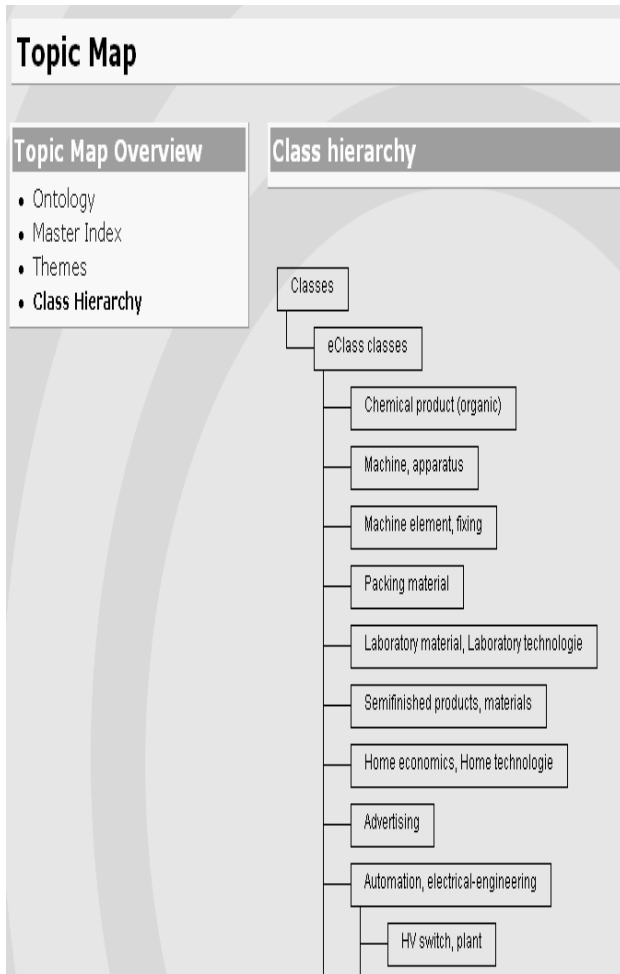 Topic Map
Topic Map Overview
Ontology
Master Index
Themes
Class Hierarchy
Class hierarchy
Classes
eClass classes
Chemical product (organic)
Machine, apparatus
Machine element, fixing
Packing material
Laboratory material, Laboratory technologie
Semifinished products, materials
Home economics, Home technologie
Advertising
Automation, electrical-engineering
HV switch, plant